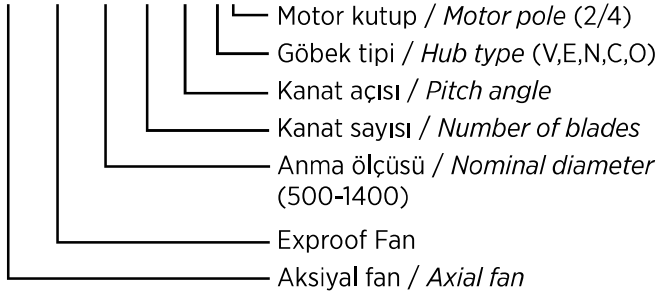 Motor kutup / Motor pole (2/4)
Göbek tipi / Hub type (V,E,N,C,O)
Kanat açısı / Pitch angle
Kanat sayısı / Number of blades
Anma ölçüsü / Nominal diameter
(500-1400)
Exproof Fan
Aksiyal fan / Axial fan